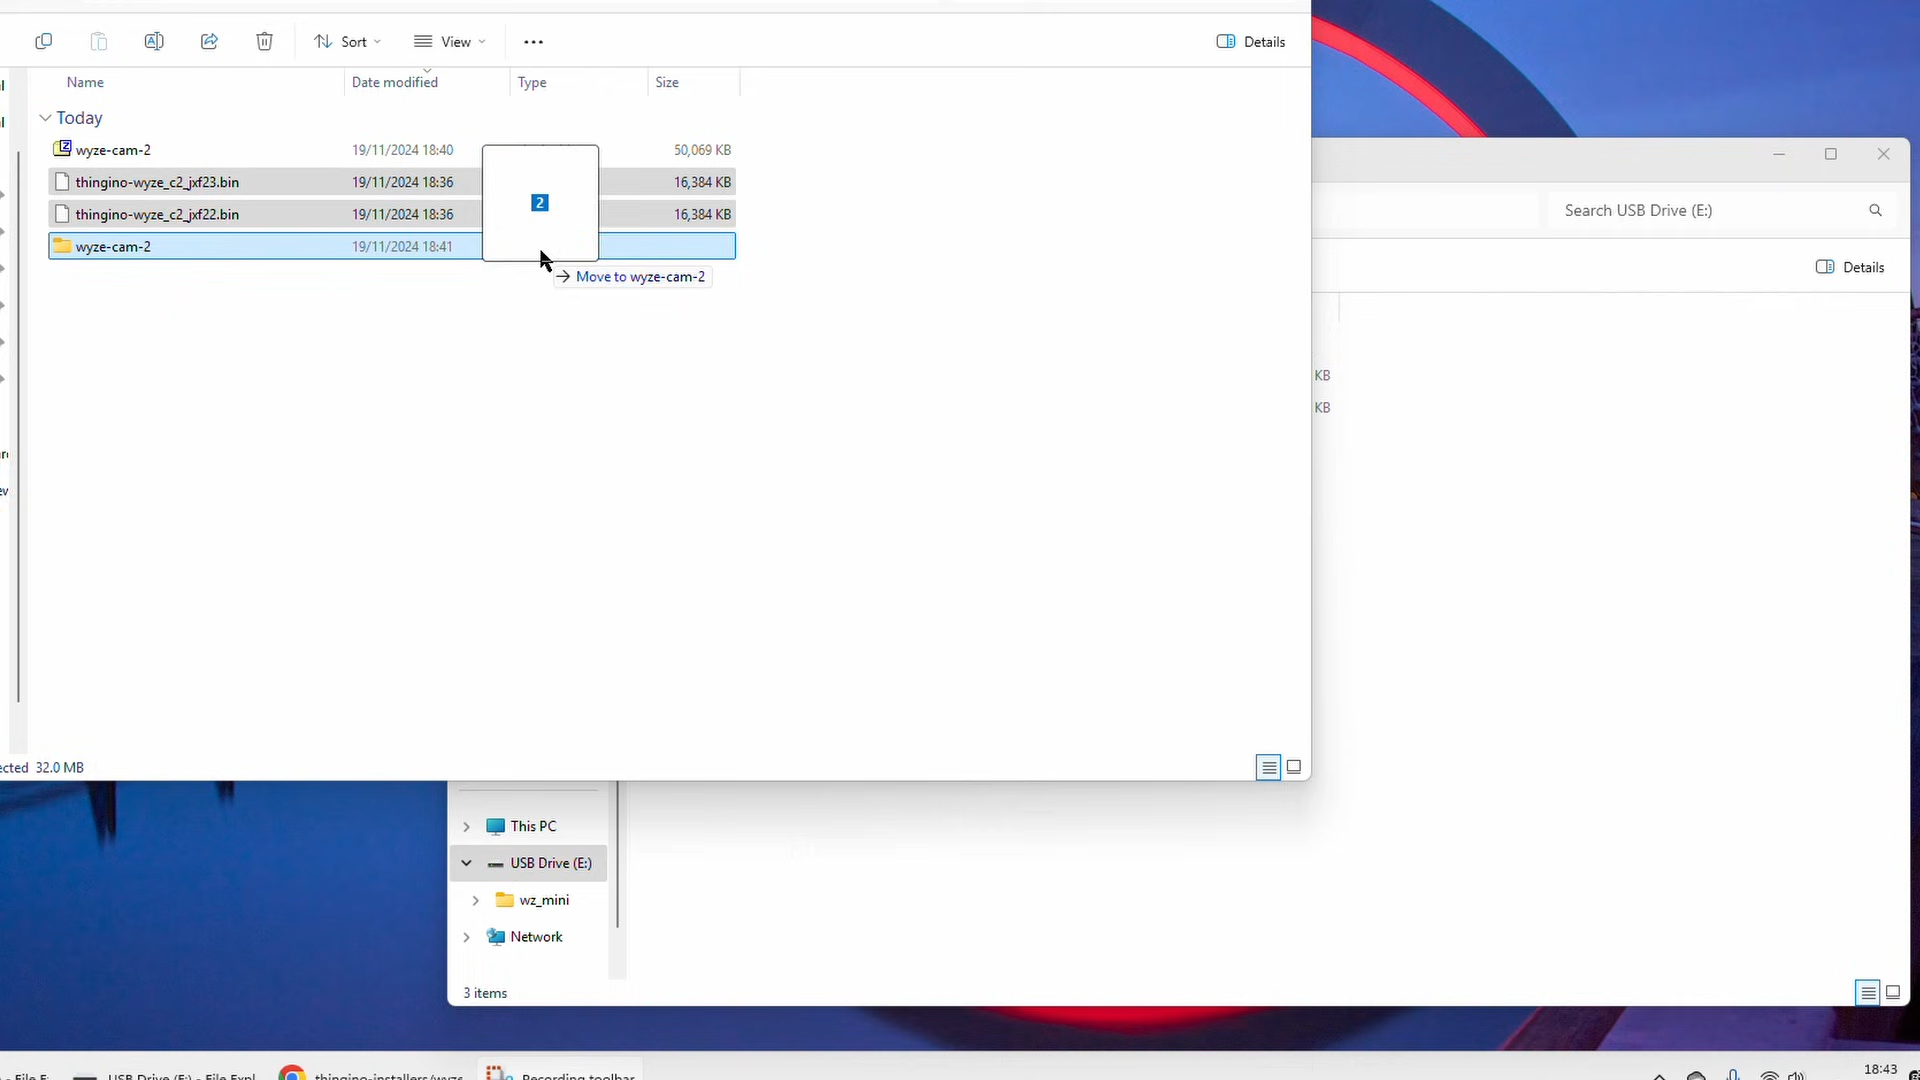 Sort
View
Details
Name
Date modified
Type
Size
Today
wyze-cam-2
19/11/2024 18:40
50,069 KB
thingino-wyze_c2_jxf23.bin
19/11/2024 18:36
16,384 KB
thingino-wyze_c2_jxf22.bin
19/11/2024 18:36
16,384 KB
wyze-cam-2
19/11/2024 18:41
2
Move to wyze-cam-2
Search USB Drive (E:)
Details
KB
KB
32.0 MB
This PC
USB Drive (E:)
wz_mini
Network
3 items
USB Drive (E:) - File Expl
thingino-installers/wyze
Recording toolbar
18:43